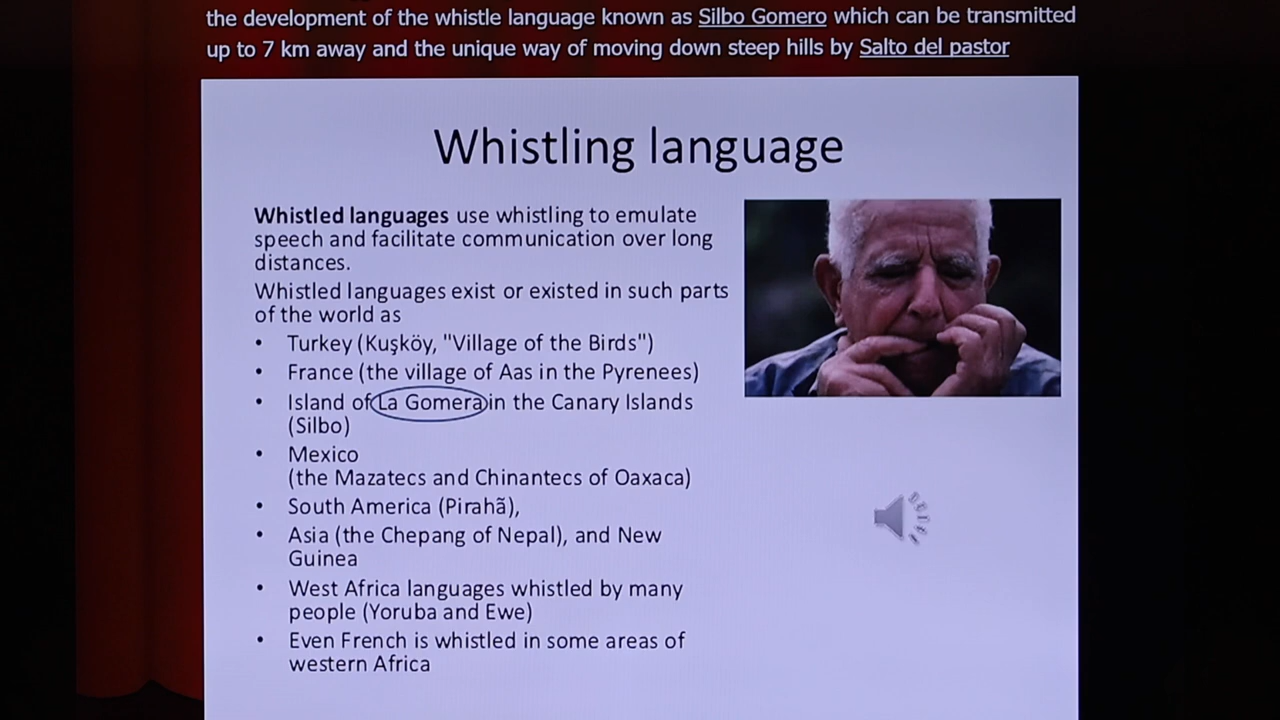 the development of the whistle language known as Silbo Gomero which can be transmitted
up to 7 km away and the unique way of moving down steep hills by Salto del pastor
Whistling language
Whistled languages use whistling to emulate
speech and facilitate communication over long
distances.
Whistled languages exist or existed in such parts
of the world as
• Turkey (Kuşköy, "Village of the Birds")
• France (the village of Aas in the Pyrenees)
• Island of La Gomera in the Canary Islands
(Silbo)
• Mexico
(the Mazatecs and Chinantecs of Oaxaca)
• South America (Pirahã),
• Asia (the Chepang of Nepal), and New
Guinea
• West Africa languages whistled by many
people (Yoruba and Ewe)
• Even French is whistled in some areas of
western Africa